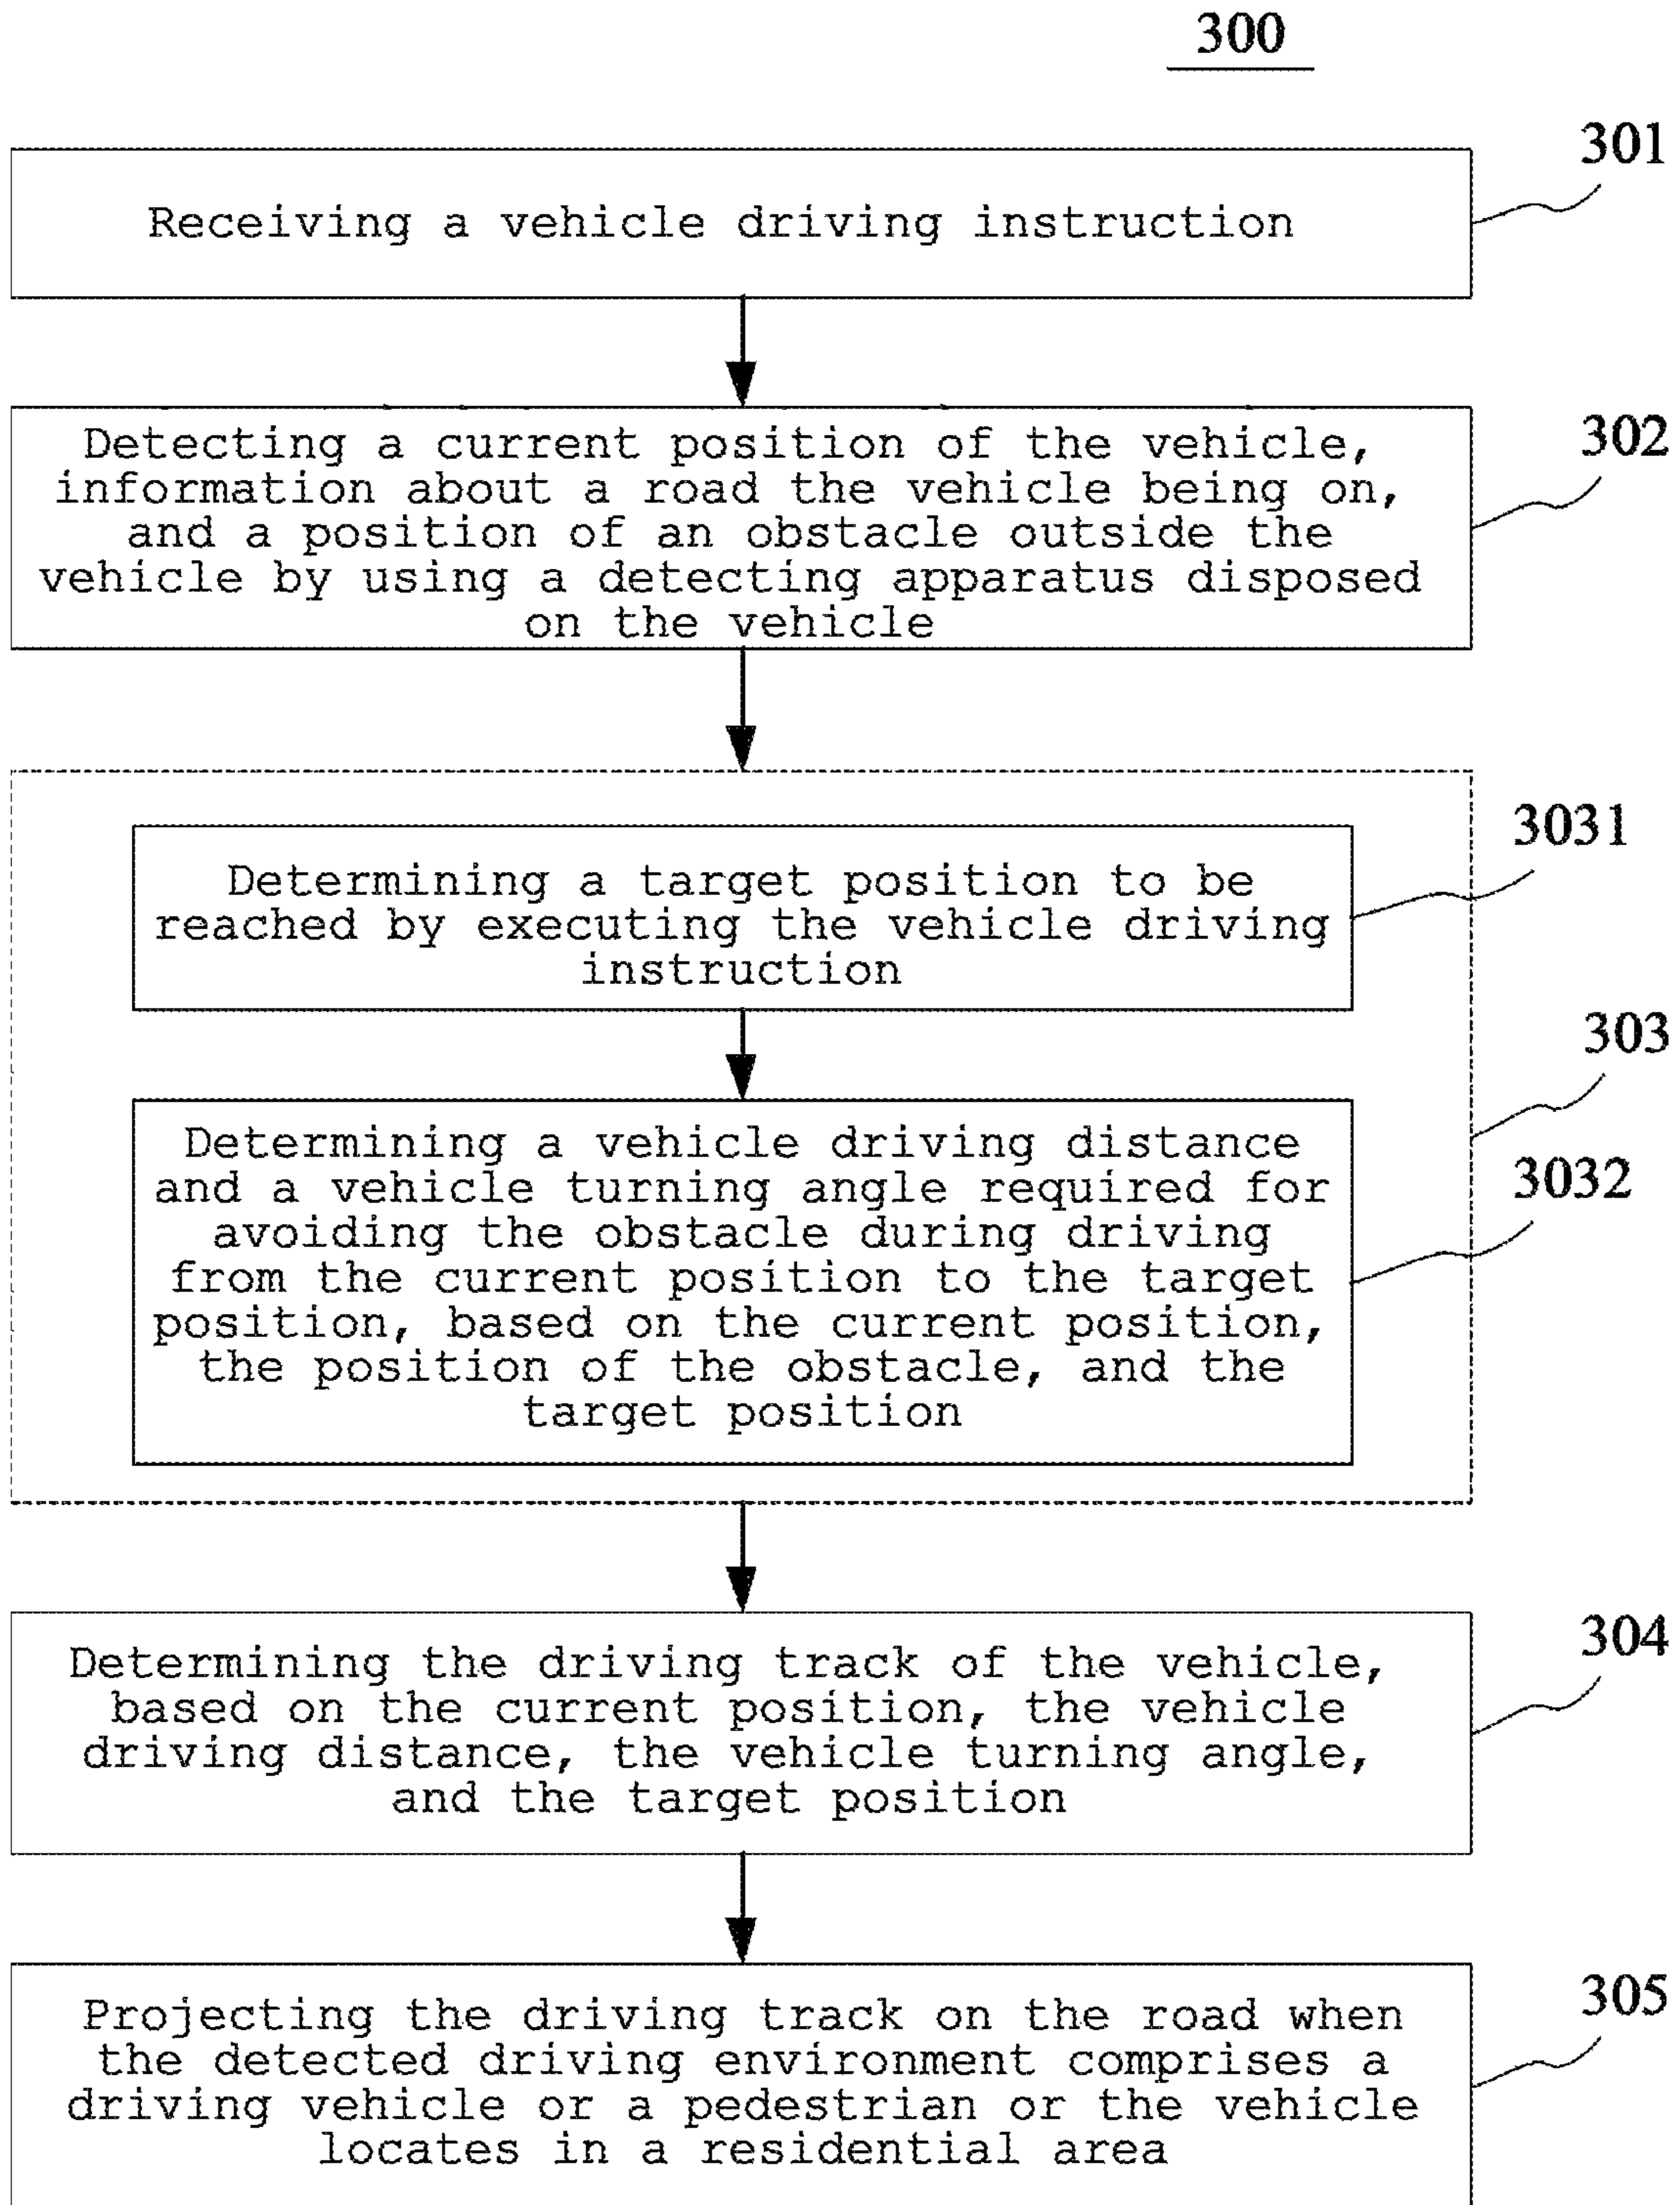 300
301
Receiving a vehicle driving instruction
302
Detecting a current position of the vehicle,
information about a road the vehicle being on,
and a position of an obstacle outside the
vehicle by using a detecting apparatus disposed
on the vehicle
3031
Determining a target position to be
reached by executing the vehicle driving
instruction
303
3032
Determining a vehicle driving distance
and a vehicle turning angle required for
avoiding the obstacle during driving
from the current position to the target
position, based on the current position,
the position of the obstacle, and the
target position
304
Determining the driving track of the vehicle,
based on the current position, the vehicle
driving distance, the vehicle turning angle,
and the target position
305
Projecting the driving track on the road when
the detected driving environment comprises a
driving vehicle or a pedestrian or the vehicle
locates in a residential area